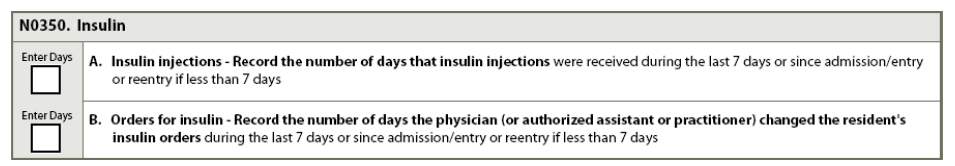 N0350. Insulin
Enter Days
A. Insulin injections - Record the number of days that insulin injections were received during the last 7 days or since admission/entry
or reentry if less than 7 days
Enter Days
B. Orders for insulin - Record the number of days the physician (or authorized assistant or practitioner) changed the resident's
insulin orders during the last 7 days or since admission/entry or reentry if less than 7 days